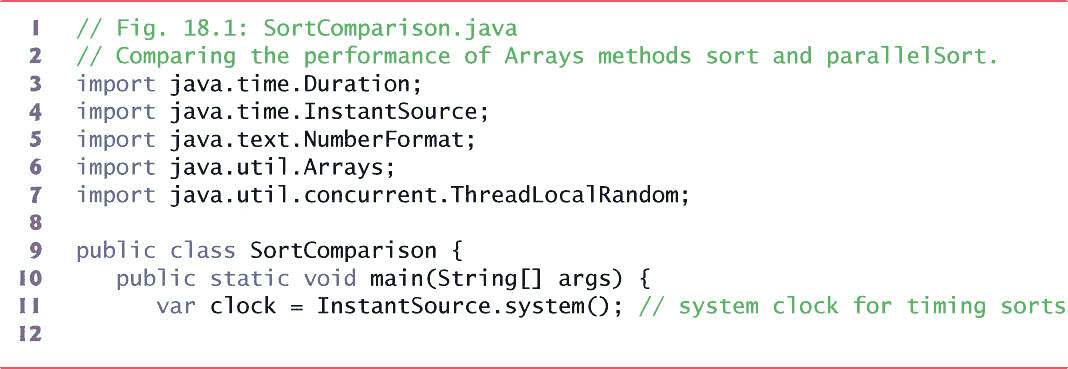 1 // Fig. 18.1: SortComparison.java
2 // Comparing the performance of Arrays methods sort and parallelSort.
3 import java.time.Duration;
4 import java.time.InstantSource;
5 import java.text.NumberFormat;
6 import java.util.Arrays;
7 import java.util.concurrent.ThreadLocalRandom;
8
9 public class SortComparison {
10 public static void main(String[] args) {
11 var clock = InstantSource.system(); // system clock for timing sorts
12